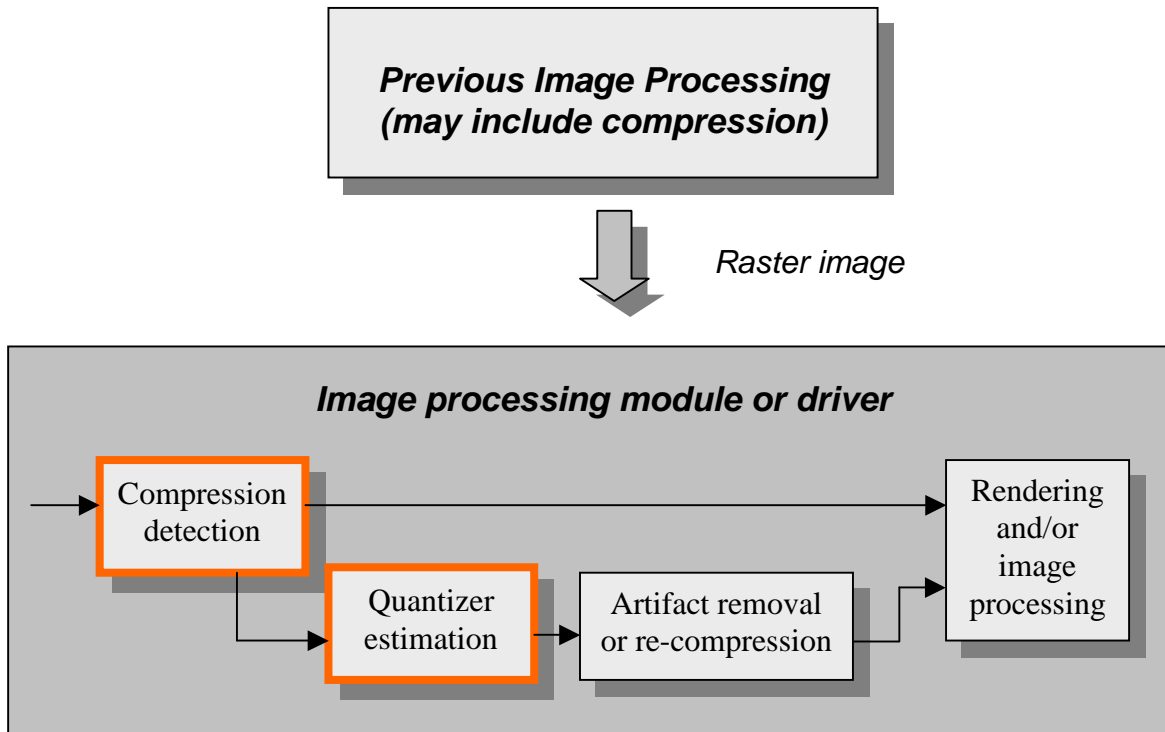 Previous Image Processing
(may include compression)
Raster image
Image processing module or driver
Compression
detection
Quantizer
estimation
Artifact removal
or re-compression
Rendering
and/or
image
processing